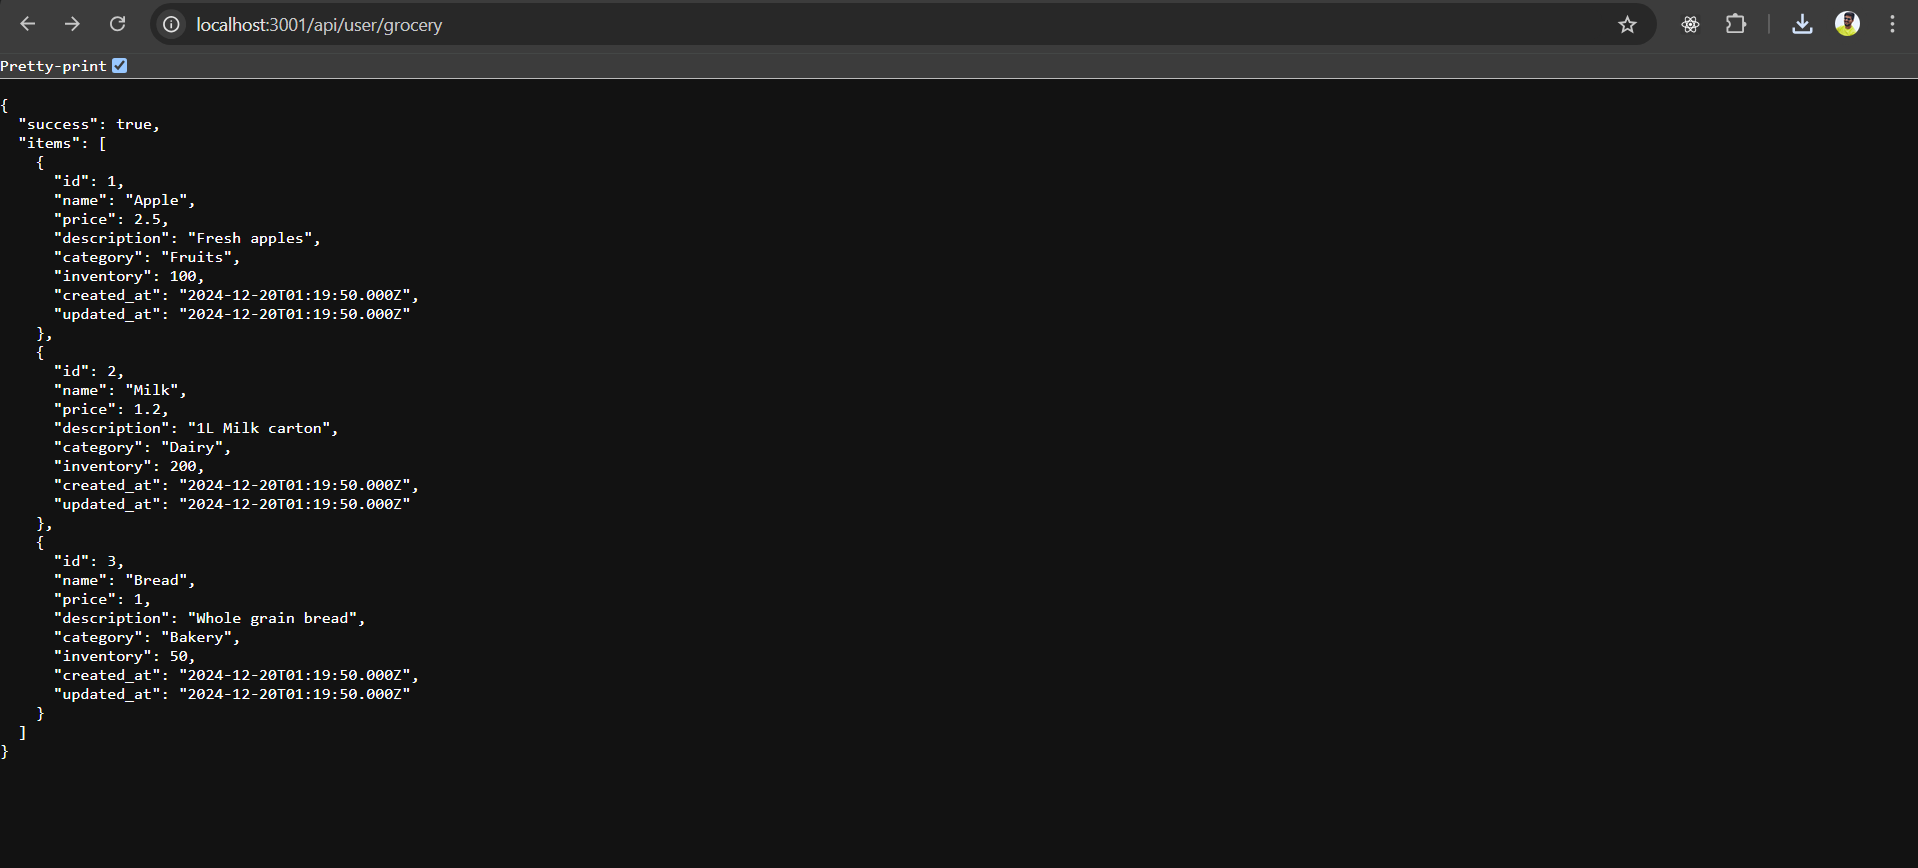 localhost:3001/api/user/grocery
Pretty-print
{
  "success": true,
  "items": [
    {
      "id": 1,
      "name": "Apple",
      "price": 2.5,
      "description": "Fresh apples",
      "category": "Fruits",
      "inventory": 100,
      "created_at": "2024-12-20T01:19:50.000Z",
      "updated_at": "2024-12-20T01:19:50.000Z"
    },
    {
      "id": 2,
      "name": "Milk",
      "price": 1.2,
      "description": "1L Milk carton",
      "category": "Dairy",
      "inventory": 200,
      "created_at": "2024-12-20T01:19:50.000Z",
      "updated_at": "2024-12-20T01:19:50.000Z"
    },
    {
      "id": 3,
      "name": "Bread",
      "price": 1,
      "description": "Whole grain bread",
      "category": "Bakery",
      "inventory": 50,
      "created_at": "2024-12-20T01:19:50.000Z",
      "updated_at": "2024-12-20T01:19:50.000Z"
    }
  ]
}